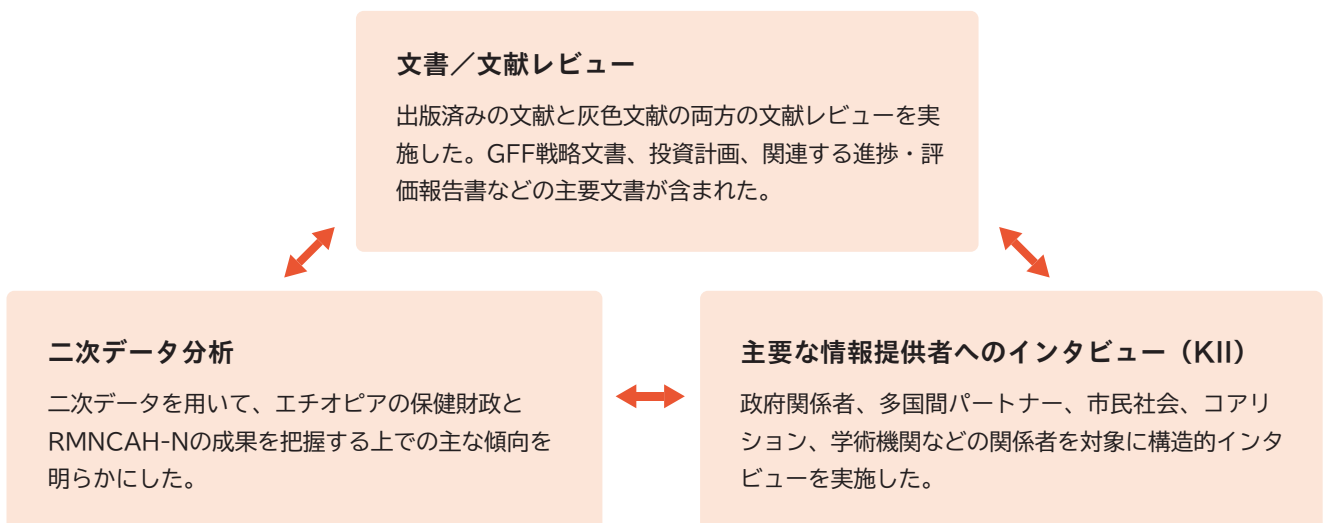 文書／文献レビュー
出版済みの文献と灰色文献の両方の文献レビューを実
施した。GFF戦略文書、投資計画、関連する進捗・評
価報告書などの主要文書が含まれた。
二次データ分析
二次データを用いて、エチオピアの保健財政と
RMNCAH-Nの成果を把握する上での主な傾向を
明らかにした。
主要な情報提供者へのインタビュー（KII）
政府関係者、多国間パートナー、市民社会、コアリ
ション、学術機関などの関係者を対象に構造的インタ
ビューを実施した。